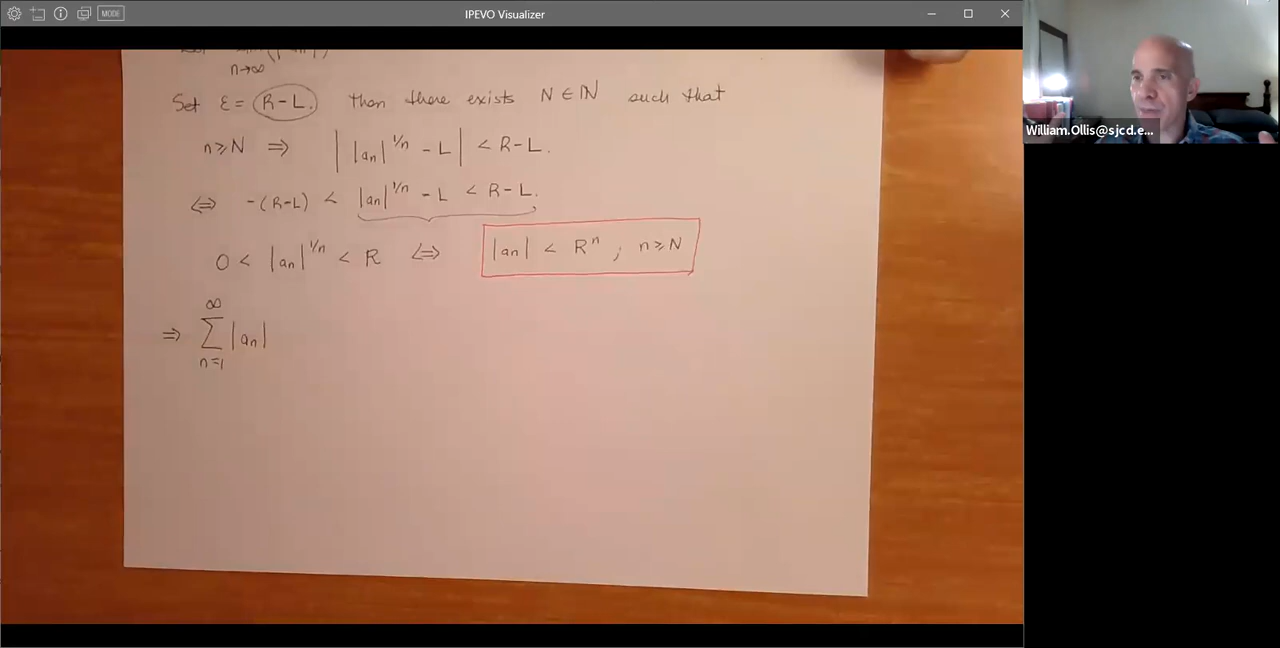 MODE
IPEVO Visualizer
William.Ollis@sjcd.e...
n→∞
Set ε = R-L. then there exists N ∈ ℕ such that
n ≥ N ⇒ | |an|^1/n - L | < R-L.
⇔ -(R-L) < |an|^1/n - L < R-L.
0 < |an|^1/n < R ⇔ |an| < R^n ; n ≥ N
⇒ ∞ Σ n=1 |an|